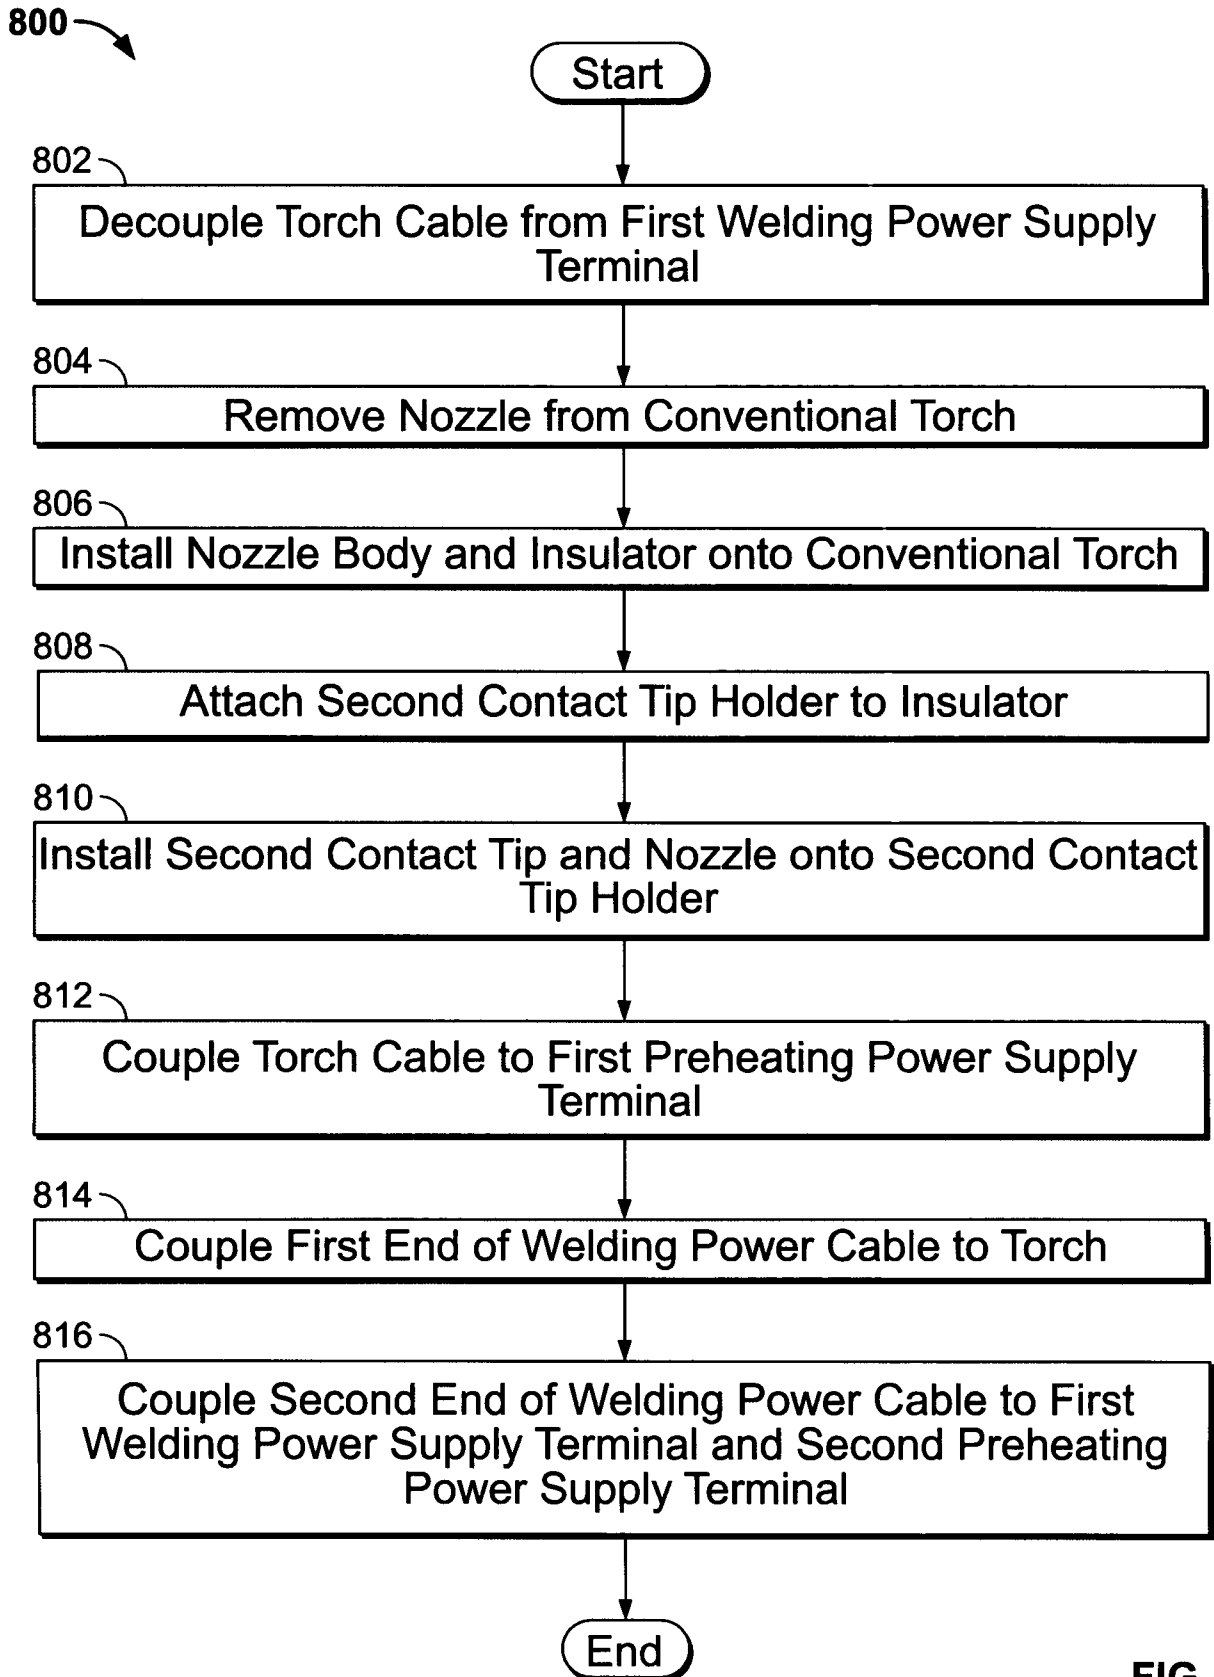 800
Start
802
Decouple Torch Cable from First Welding Power Supply
Terminal
804
Remove Nozzle from Conventional Torch
806
Install Nozzle Body and Insulator onto Conventional Torch
808
Attach Second Contact Tip Holder to Insulator
810
Install Second Contact Tip and Nozzle onto Second Contact
Tip Holder
812
Couple Torch Cable to First Preheating Power Supply
Terminal
814
Couple First End of Welding Power Cable to Torch
816
Couple Second End of Welding Power Cable to First
Welding Power Supply Terminal and Second Preheating
Power Supply Terminal
End
FIG